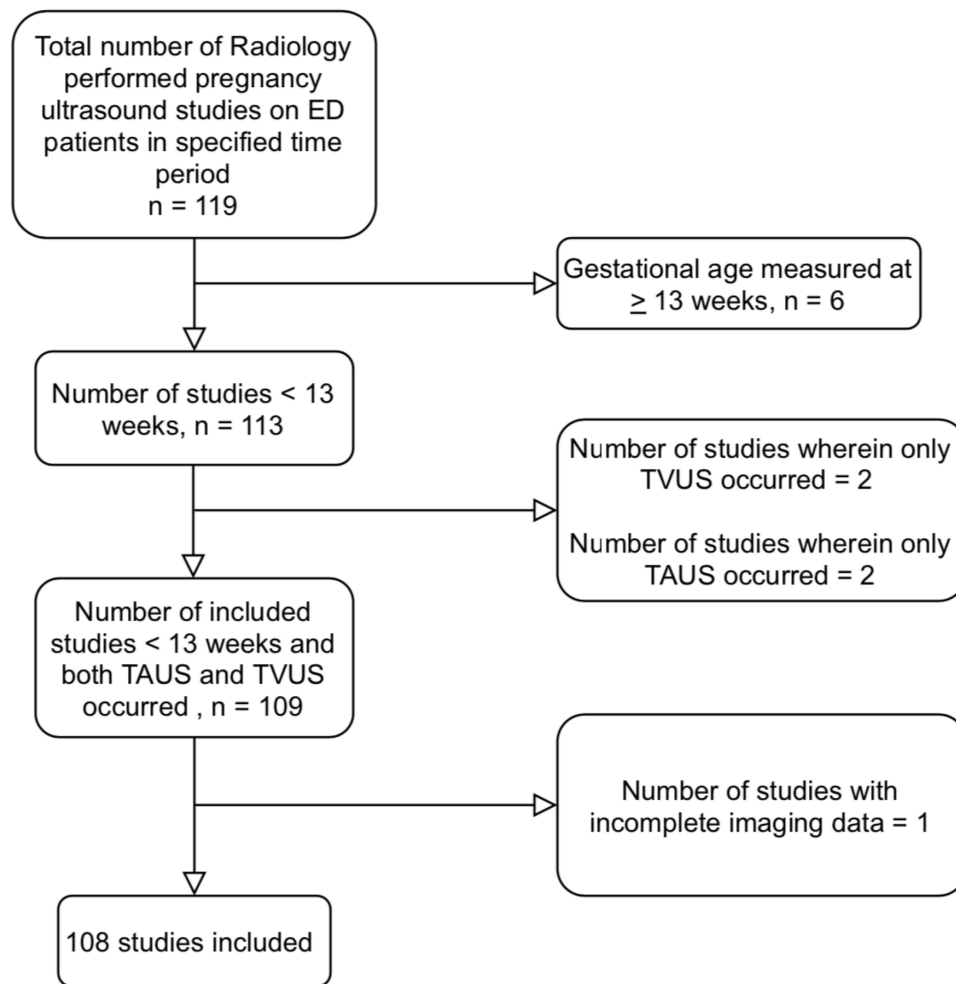 Total number of Radiology
performed pregnancy
ultrasound studies on ED
patients in specified time
period
n = 119
Gestational age measured at
≥ 13 weeks, n = 6
Number of studies < 13
weeks, n = 113
Number of studies wherein only
TVUS occurred = 2
Number of studies wherein only
TAUS occurred = 2
Number of included
studies < 13 weeks and
both TAUS and TVUS
occurred , n = 109
Number of studies with
incomplete imaging data = 1
108 studies included